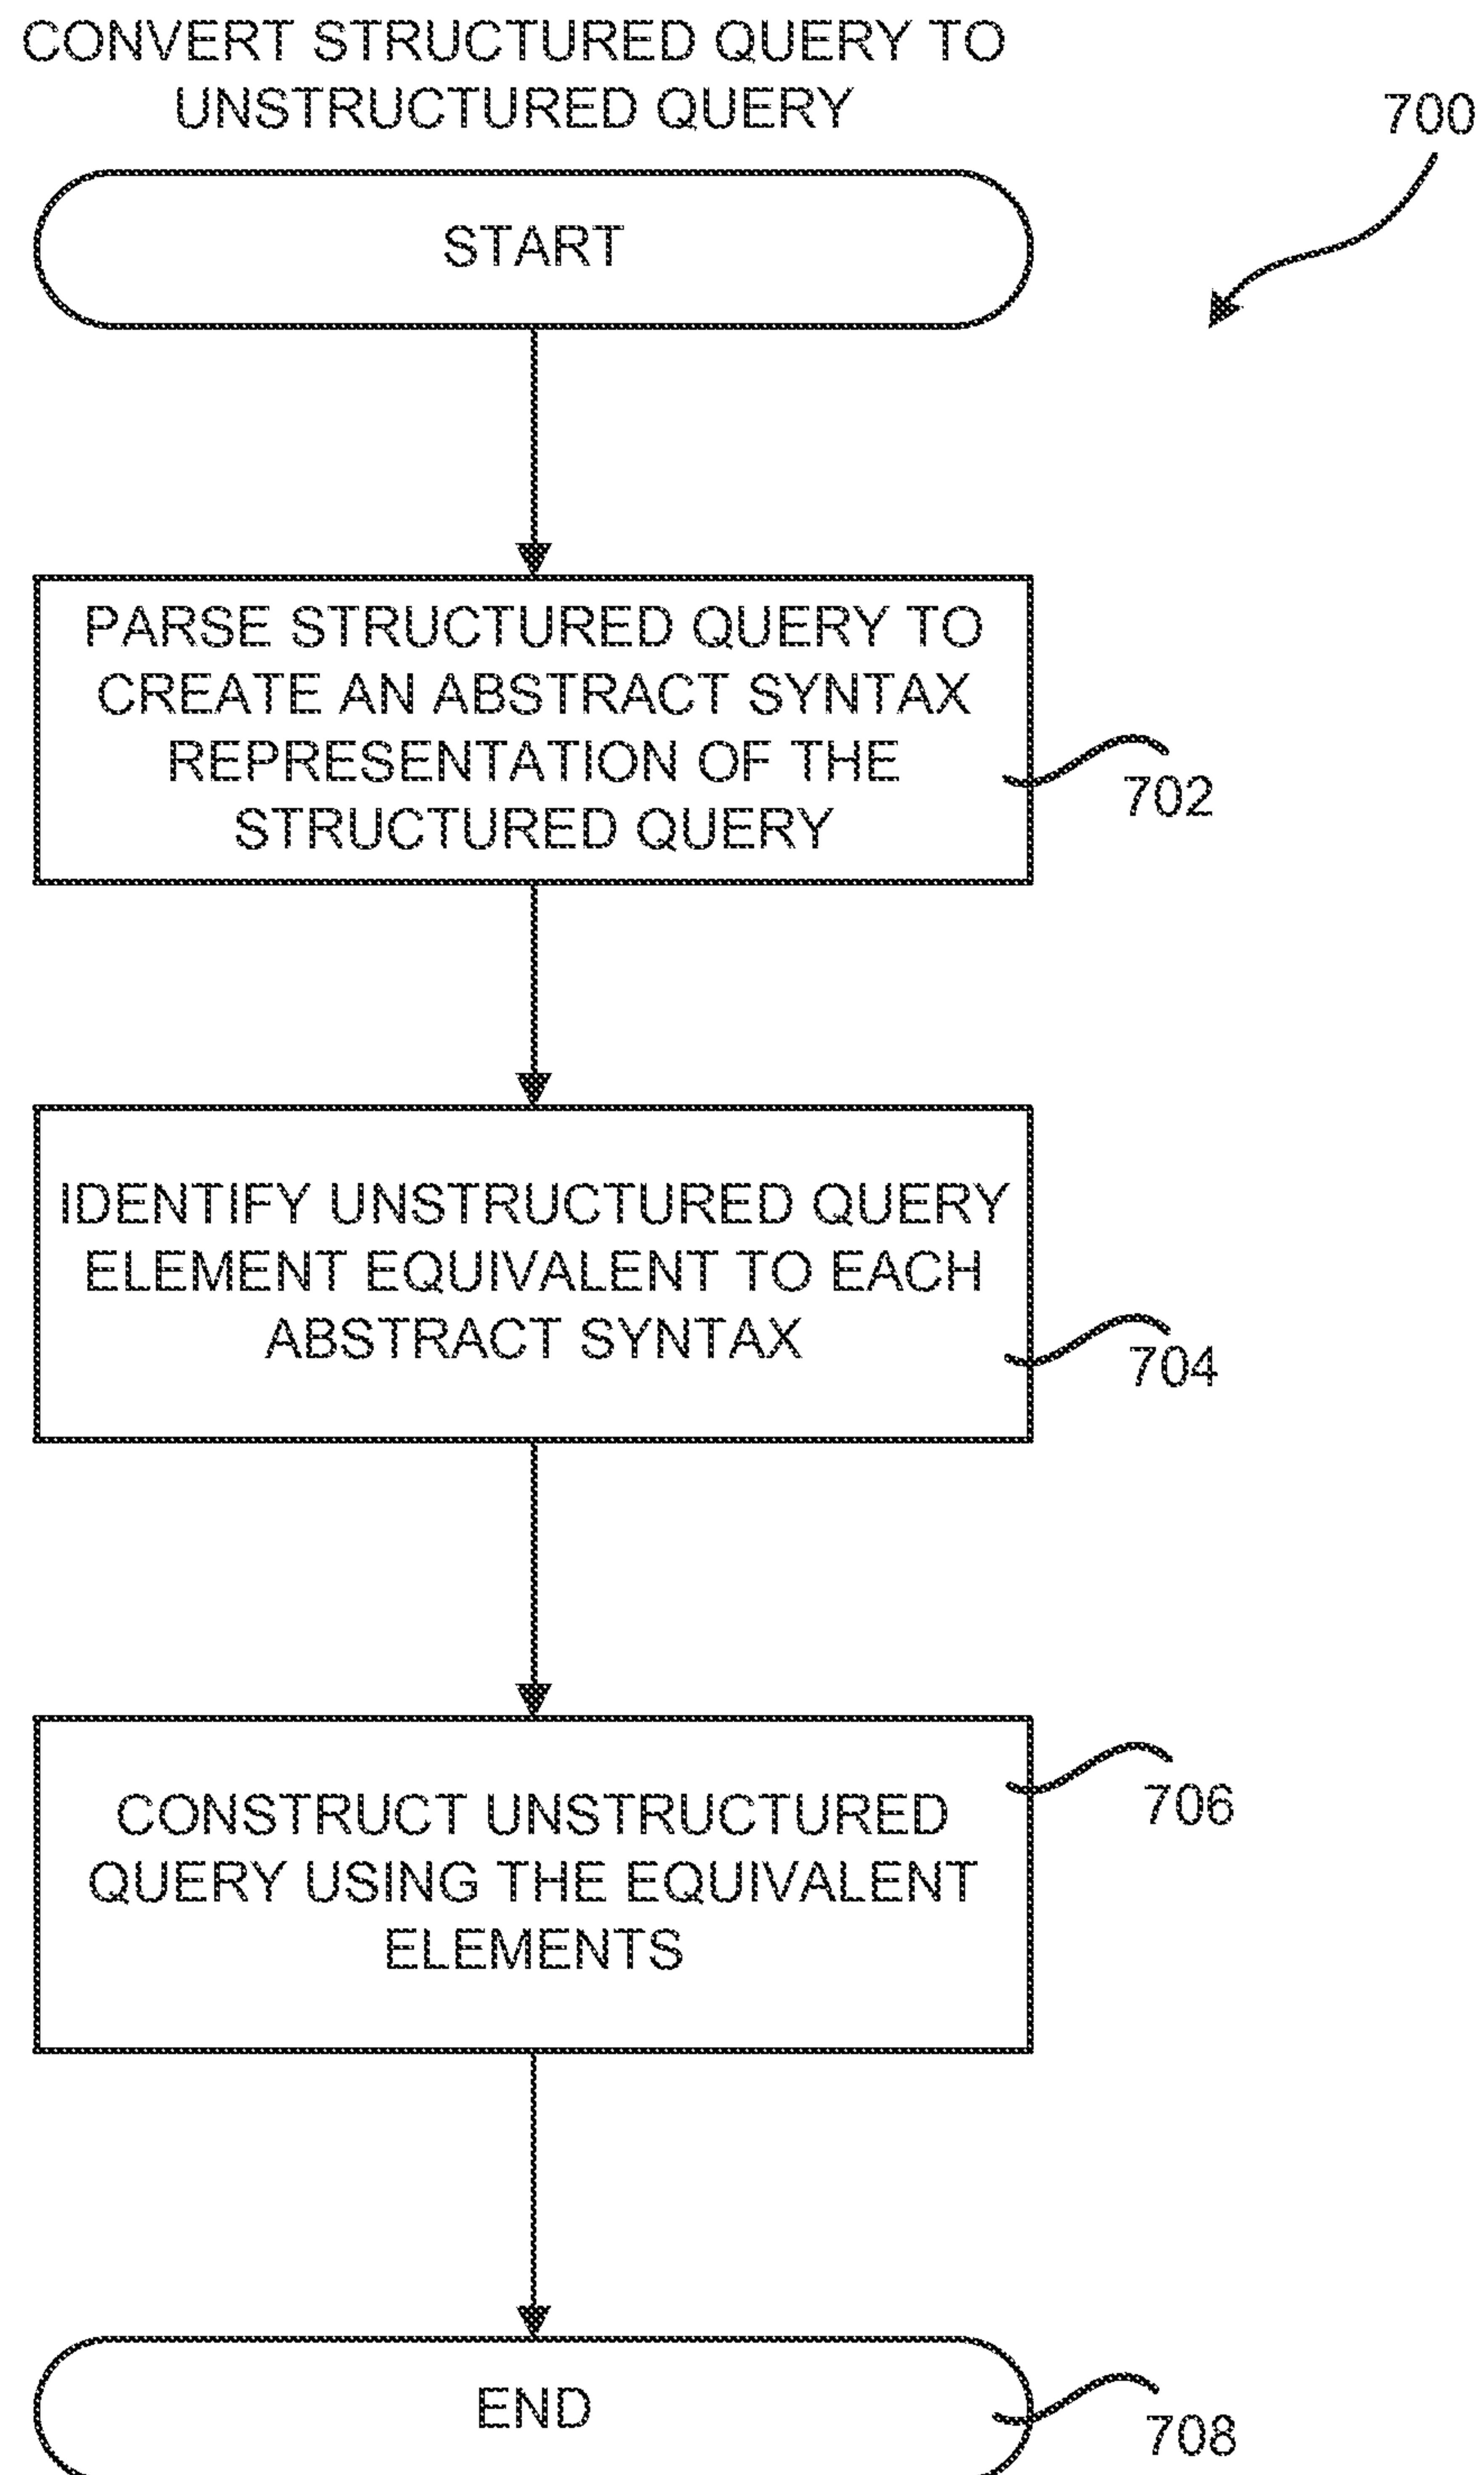 CONVERT STRUCTURED QUERY TO
UNSTRUCTURED QUERY
700
START
PARSE STRUCTURED QUERY TO
CREATE AN ABSTRACT SYNTAX
REPRESENTATION OF THE
STRUCTURED QUERY
702
IDENTIFY UNSTRUCTURED QUERY
ELEMENT EQUIVALENT TO EACH
ABSTRACT SYNTAX
704
CONSTRUCT UNSTRUCTURED
QUERY USING THE EQUIVALENT
ELEMENTS
706
END
708